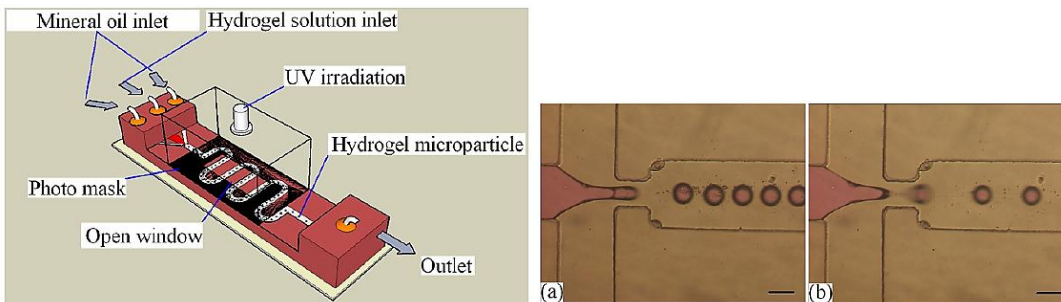 Mineral oil inlet
Hydrogel solution inlet
UV irradiation
Hydrogel microparticle
Photo mask
Open window
Outlet
(a)
(b)